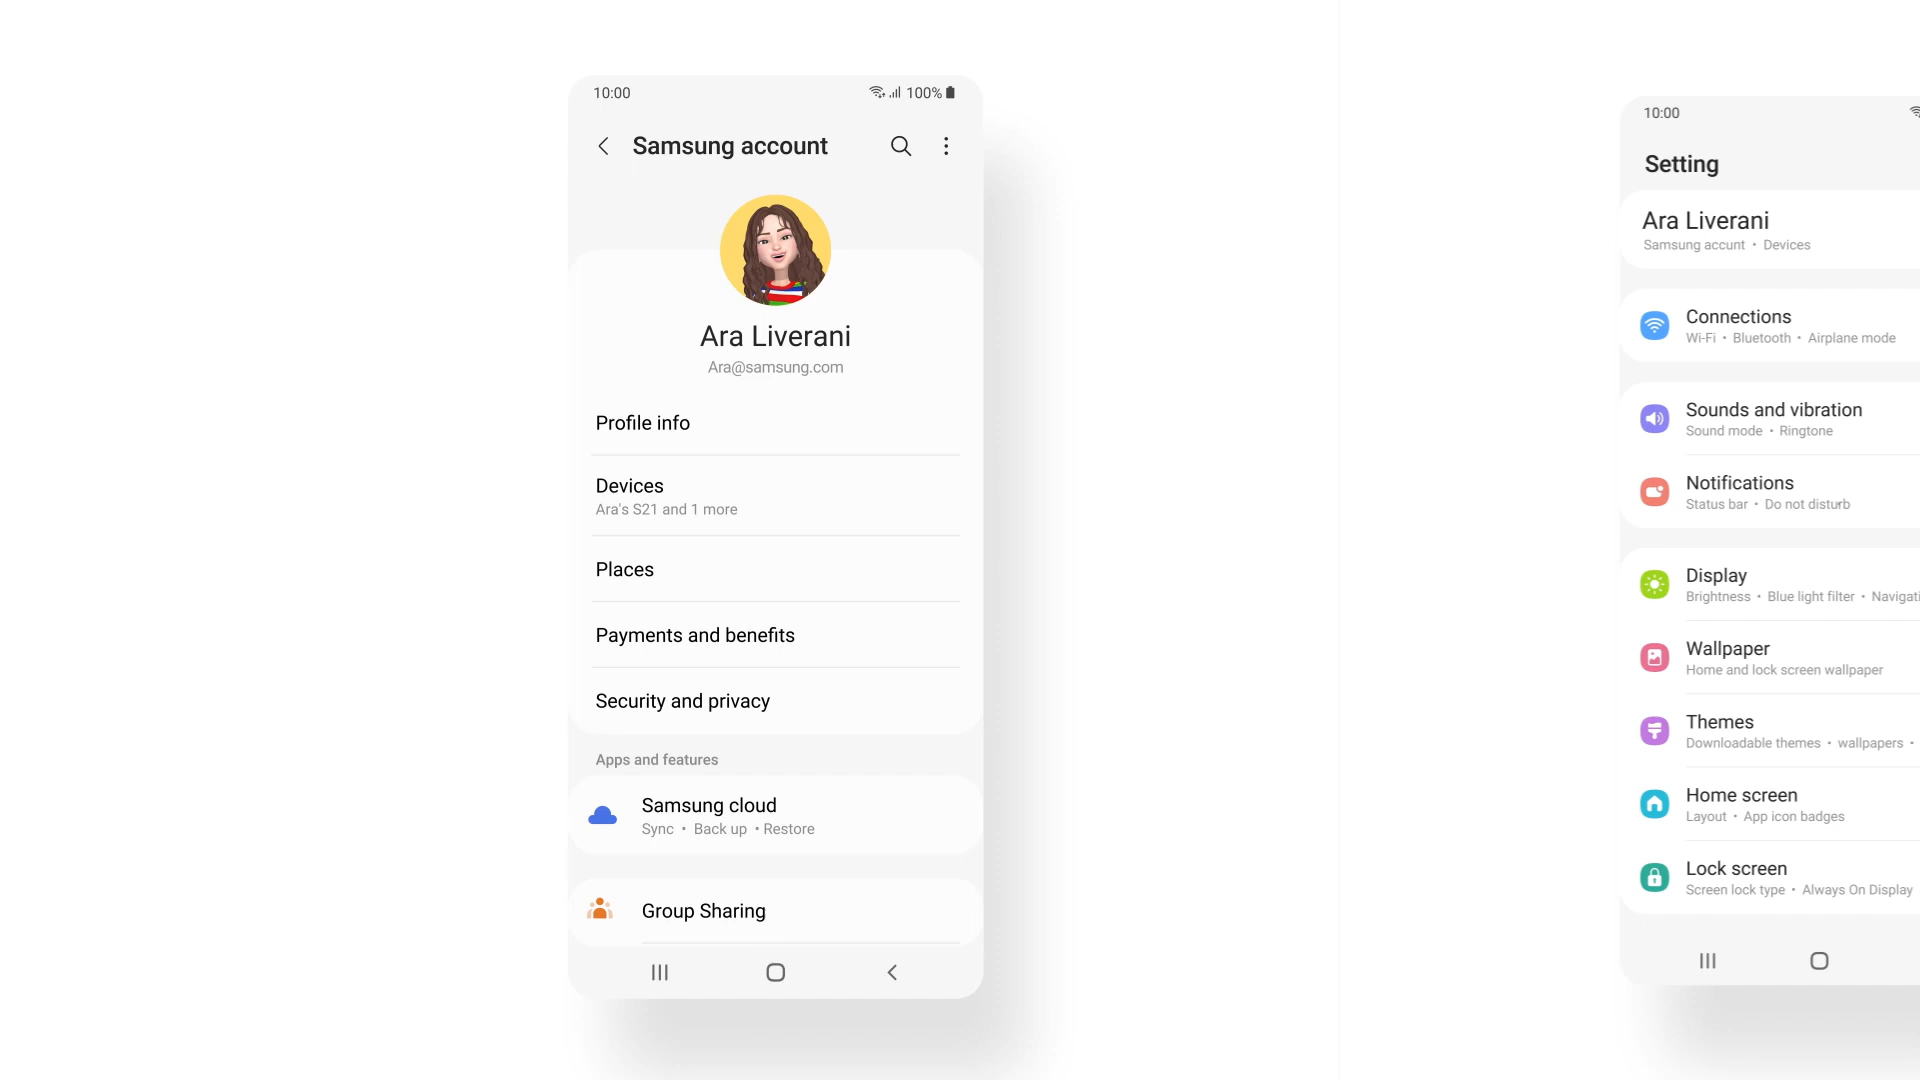 10:00
100%
Samsung account
Ara Liverani
Ara@samsung.com
Profile info
Devices
Ara's S21 and 1 more
Places
Payments and benefits
Security and privacy
Apps and features
Samsung cloud
Sync • Back up • Restore
Group Sharing
10:00
Setting
Ara Liverani
Samsung accunt • Devices
Connections
Wi-Fi • Bluetooth • Airplane mode
Sounds and vibration
Sound mode • Ringtone
Notifications
Status bar • Do not disturb
Display
Brightness • Blue light filter • Navigati
Wallpaper
Home and lock screen wallpaper
Themes
Downloadable themes • wallpapers •
Home screen
Layout • App icon badges
Lock screen
Screen lock type • Always On Display